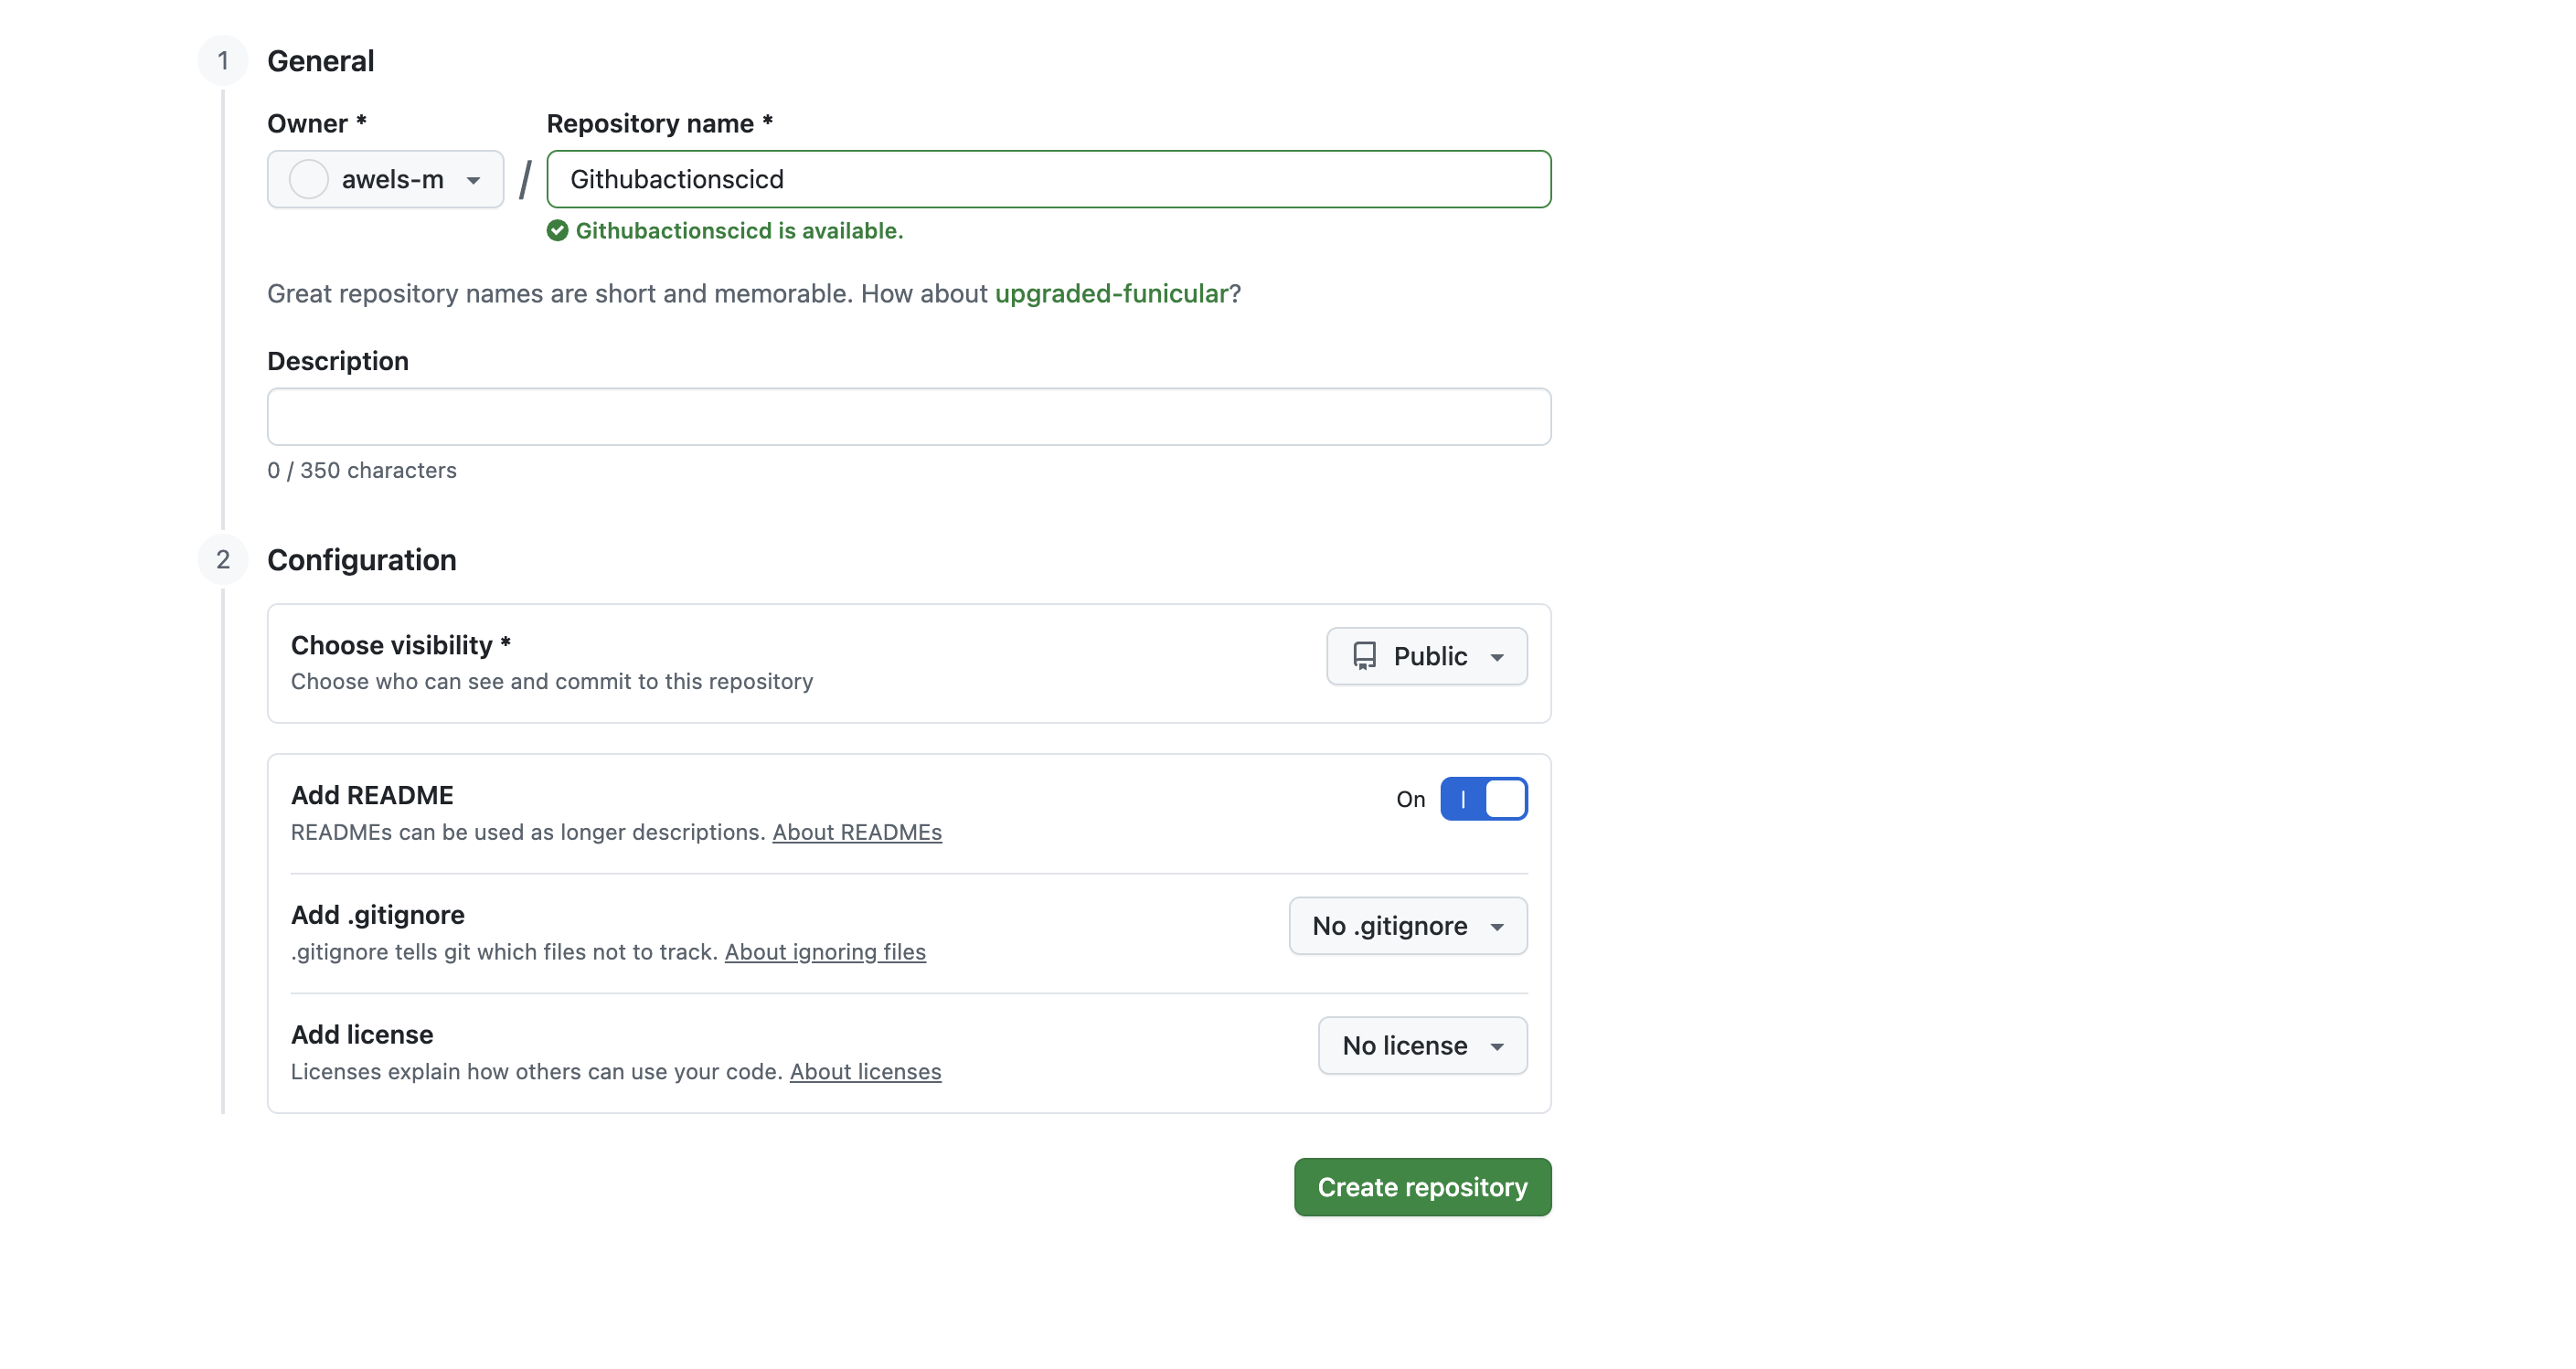 1 General
Owner * Repository name *
awels-m / Githubactionscicd
Githubactionscicd is available.
Great repository names are short and memorable. How about upgraded-funicular?
Description
0 / 350 characters
2 Configuration
Choose visibility * Public
Choose who can see and commit to this repository
Add README On
READMEs can be used as longer descriptions. About READMEs
Add .gitignore No .gitignore
.gitignore tells git which files not to track. About ignoring files
Add license No license
Licenses explain how others can use your code. About licenses
Create repository